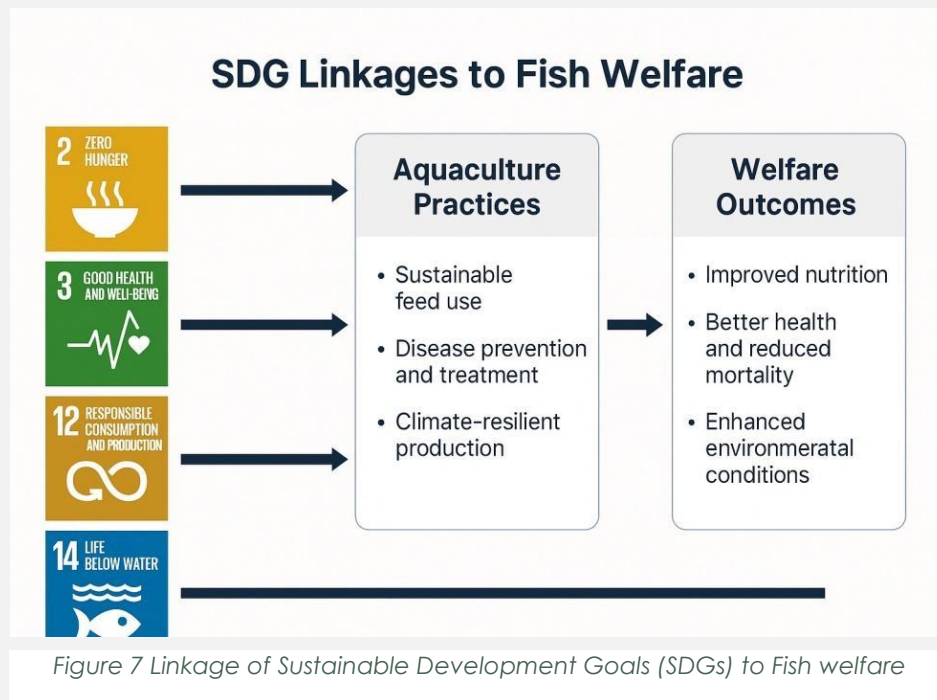 SDG Linkages to Fish Welfare
2 ZERO
HUNGER
3 GOOD HEALTH
AND WELI-BEING
12 RESPONSIBLE
CONSUMPTION
AND PRODUCTION
14 LIFE
BELOW WATER
Aquaculture
Practices
• Sustainable
feed use
• Disease prevention
and treatment
• Climate-resilient
production
Welfare
Outcomes
• Improved nutrition
• Better health
and reduced
mortality
• Enhanced
environmeratal
conditions
Figure 7 Linkage of Sustainable Development Goals (SDGs) to Fish welfare